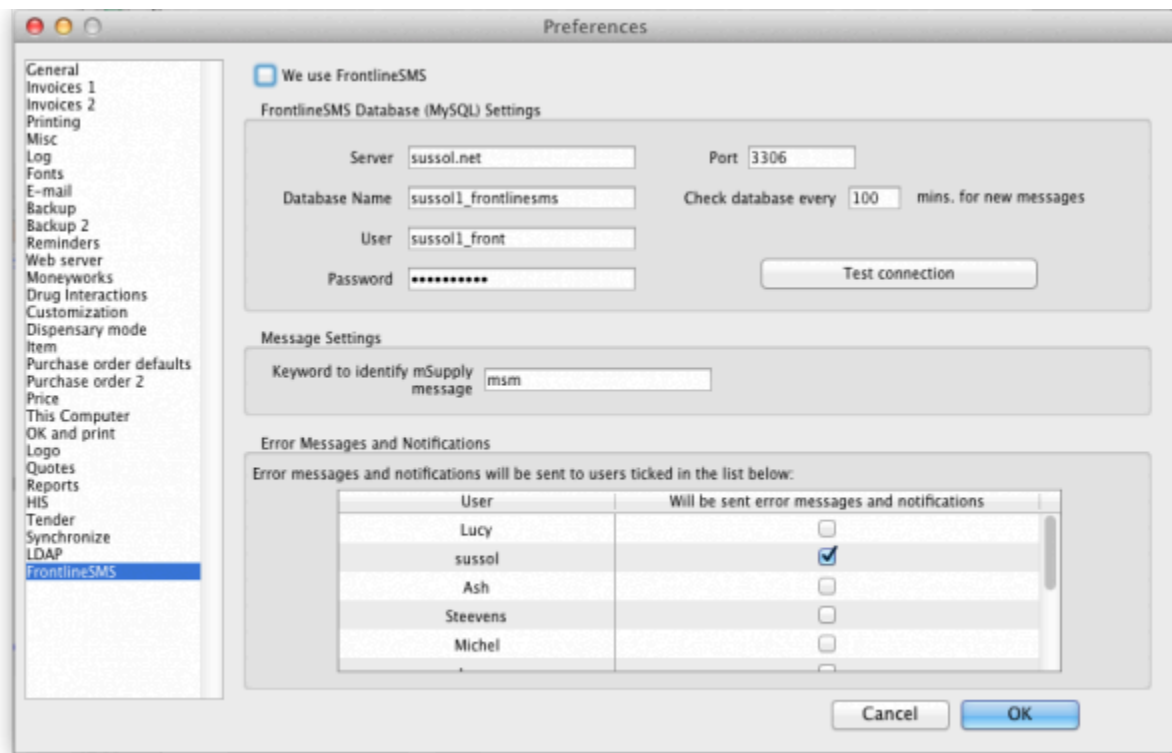 Preferences
General
Invoices 1
Invoices 2
Printing
Misc
Log
Fonts
E-mail
Backup
Backup 2
Reminders
Web server
Moneyworks
Drug Interactions
Customization
Dispensary mode
Item
Purchase order defaults
Purchase order 2
Price
This Computer
OK and print
Logo
Quotes
Reports
HIS
Tender
Synchronize
LDAP
FrontlineSMS
We use FrontlineSMS
FrontlineSMS Database (MySQL) Settings
Server sussol.net Port 3306
Database Name sussol1_frontlinesms Check database every 100 mins. for new messages
User sussol1_front
Password •••••••••• Test connection
Message Settings
Keyword to identify mSupply message msm
Error Messages and Notifications
Error messages and notifications will be sent to users ticked in the list below:
User Will be sent error messages and notifications
Lucy
sussol
Ash
Steevens
Michel
Cancel OK